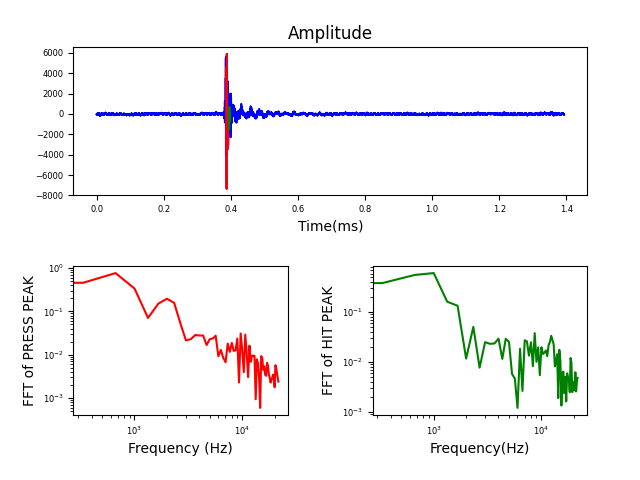 Amplitude
6000
4000
2000
0
−2000
−4000
−6000
−8000
0.0 0.2 0.4 0.6 0.8 1.0 1.2 1.4
Time(ms)
FFT of PRESS PEAK
10⁰
10⁻¹
10⁻²
10⁻³
10³ 10⁴
Frequency (Hz)
FFT of HIT PEAK
10⁻¹
10⁻²
10⁻³
10³ 10⁴
Frequency(Hz)